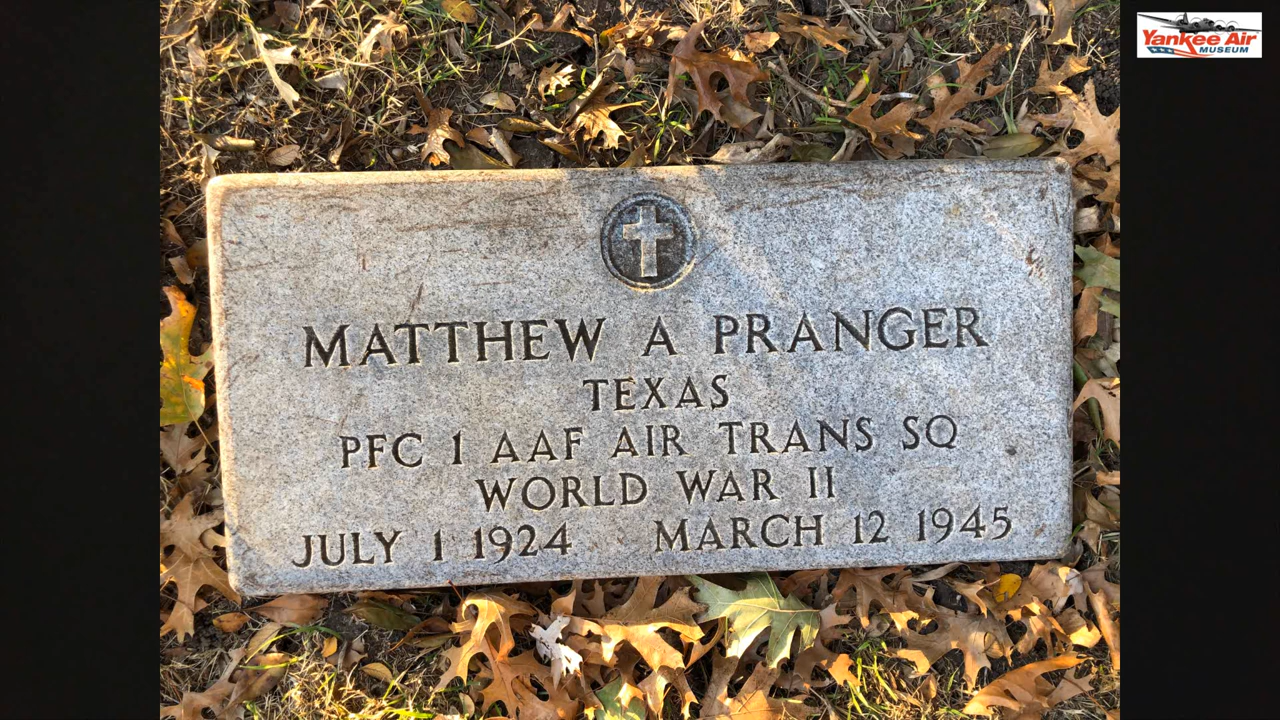 Yankee Air
MUSEUM
MATTHEW A PRANGER
TEXAS
PFC 1 AAF AIR TRANS SQ
WORLD WAR II
JULY 1 1924 MARCH 12 1945